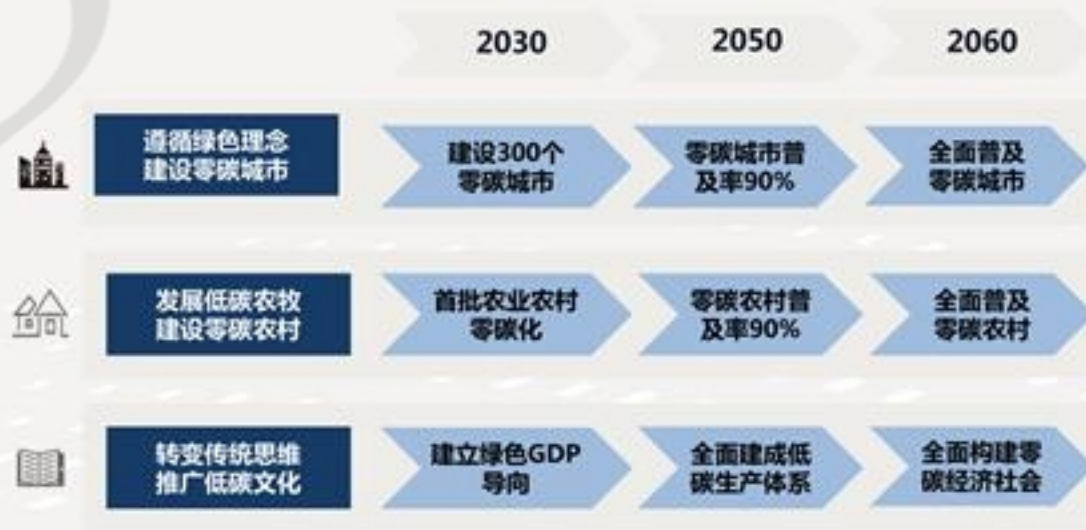 2030
2050
2060
遵循绿色理念
建设零碳城市
建设300个
零碳城市
零碳城市普
及率90%
全面普及
零碳城市
发展低碳农牧
建设零碳农村
首批农业农村
零碳化
零碳农村普
及率90%
全面普及
零碳农村
转变传统思维
推广低碳文化
建立绿色GDP
导向
全面建成低
碳生产体系
全面构建零
碳经济社会